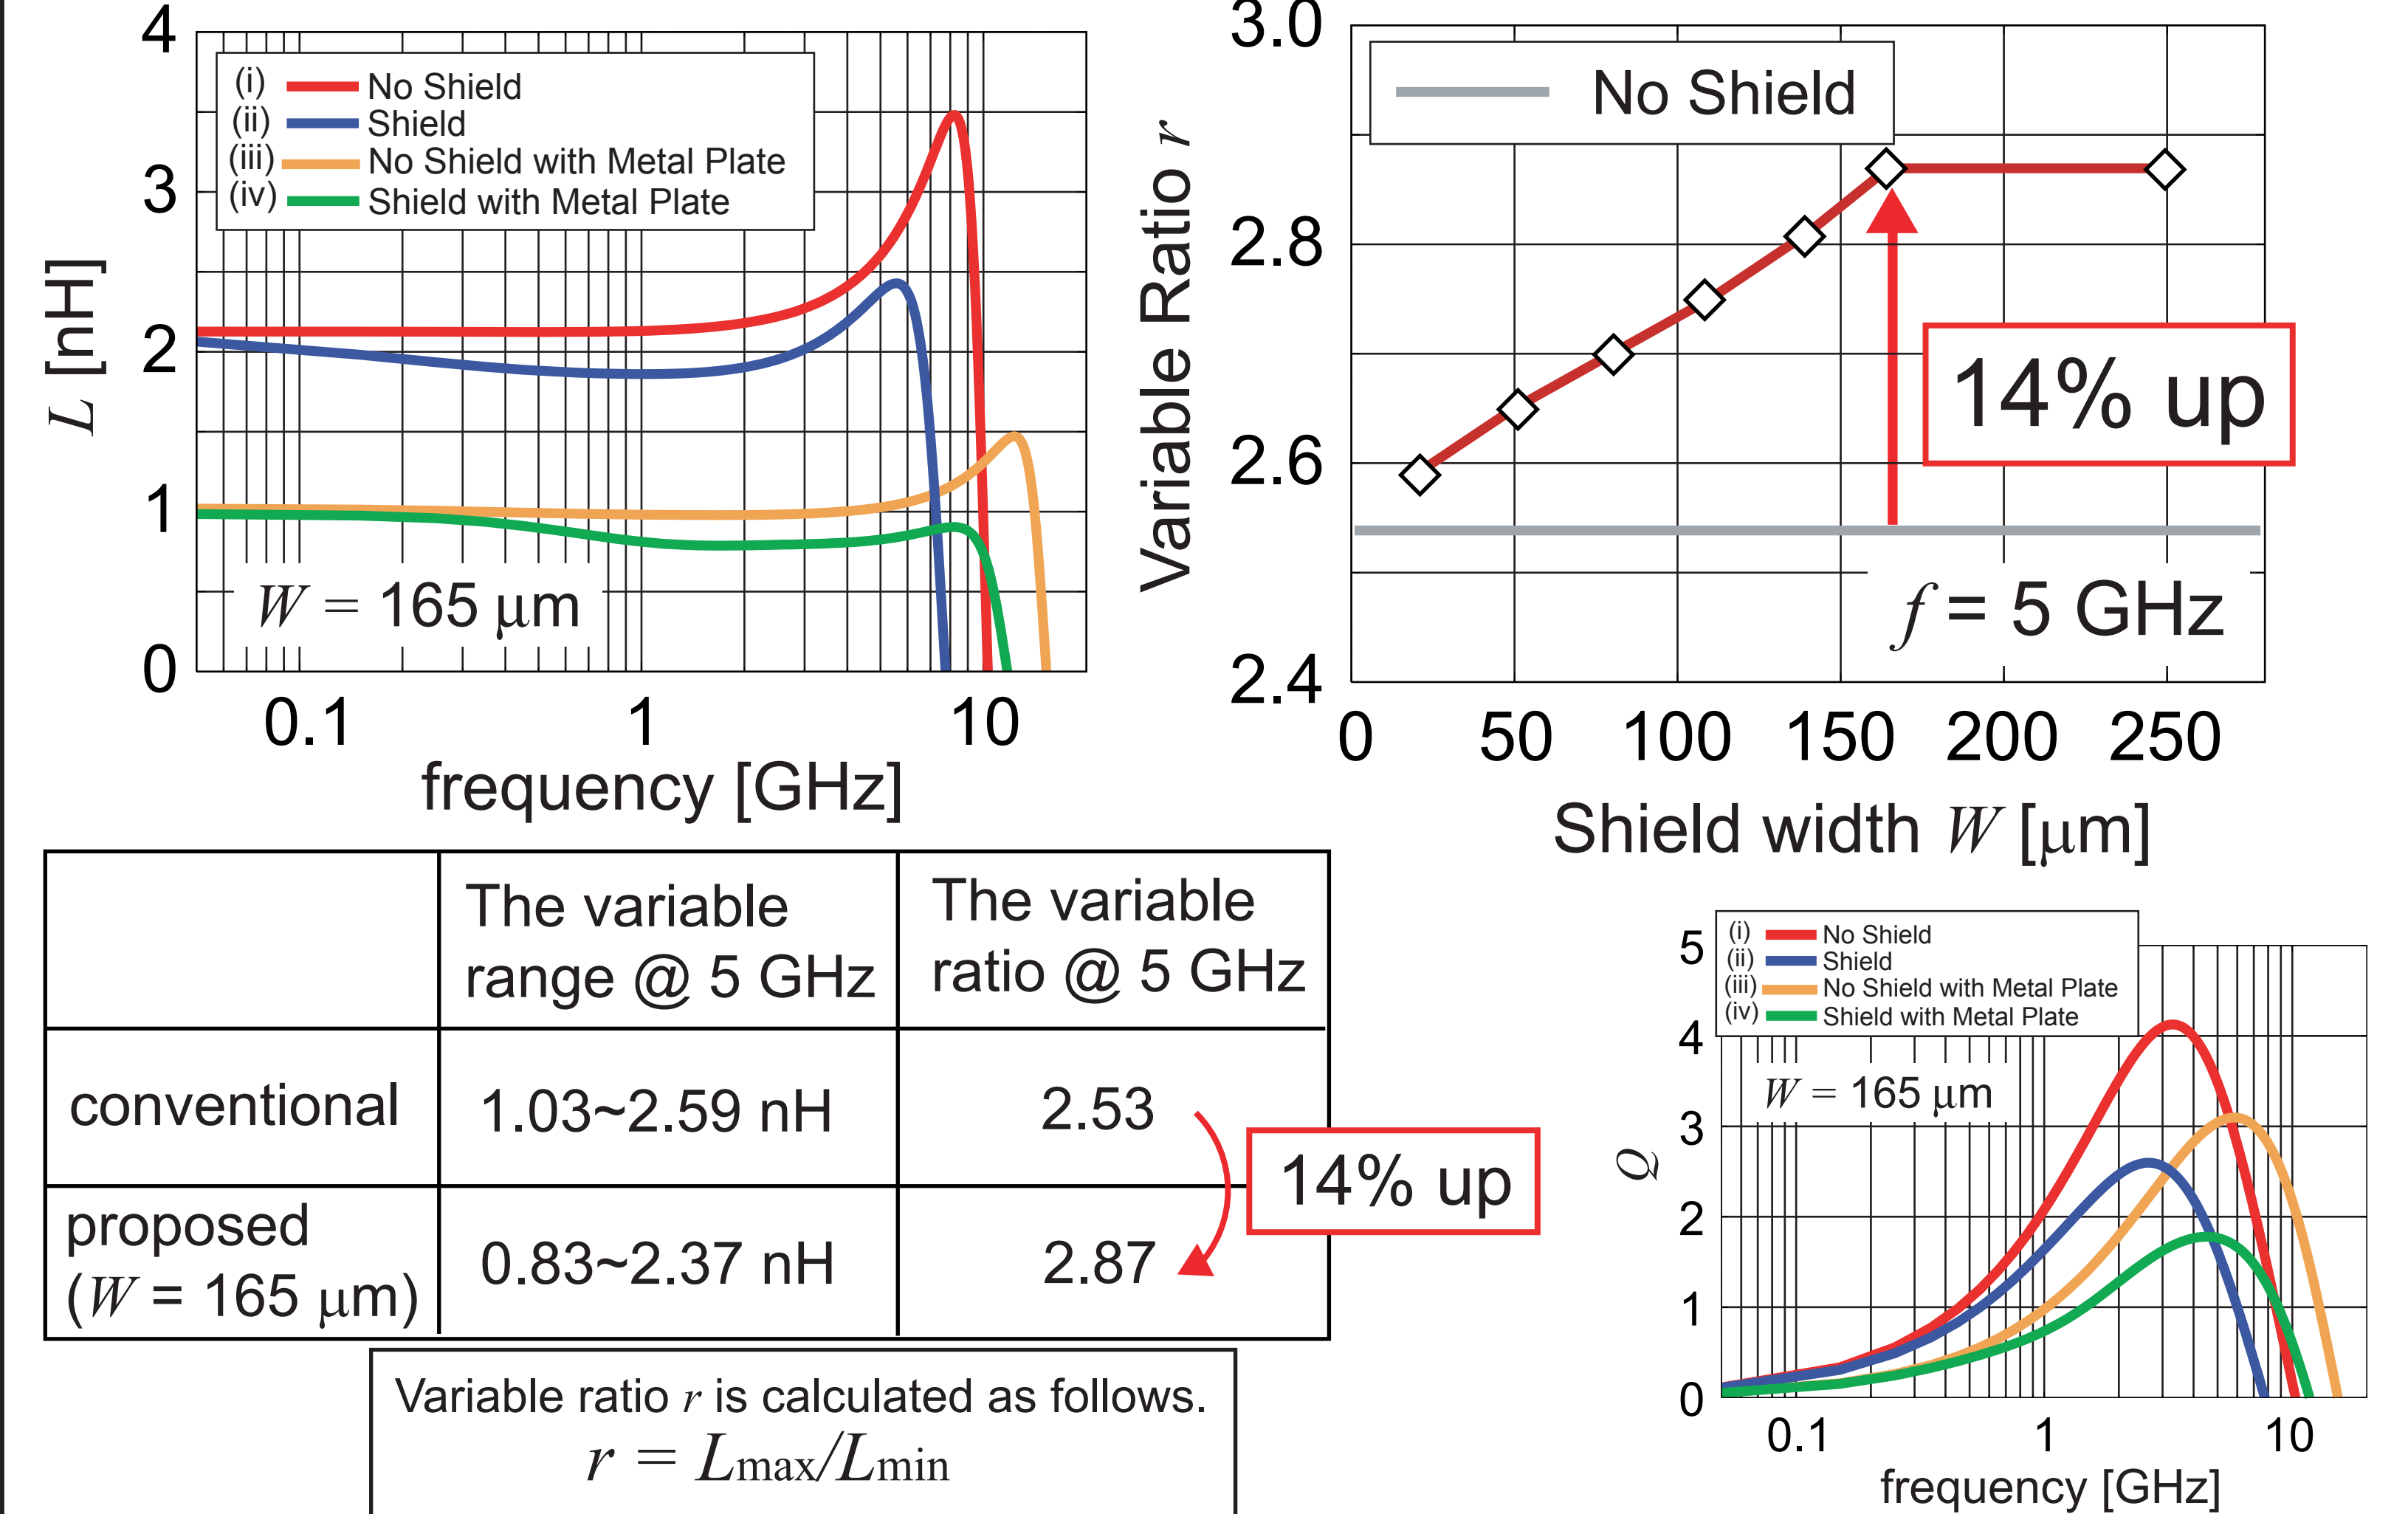 4
3
2
1
0
L [nH]
(i) No Shield
(ii) Shield
(iii) No Shield with Metal Plate
(iv) Shield with Metal Plate
W = 165 μm
0.1 1 10
frequency [GHz]
3.0
2.8
2.6
2.4
Variable Ratio r
No Shield
14% up
f = 5 GHz
0 50 100 150 200 250
Shield width W [μm]
The variable
range @ 5 GHz
The variable
ratio @ 5 GHz
conventional
1.03~2.59 nH
2.53
proposed
(W = 165 μm)
0.83~2.37 nH
2.87
14% up
Variable ratio r is calculated as follows.
r = Lmax/Lmin
5
4
3
2
1
0
Q
(i) No Shield
(ii) Shield
(iii) No Shield with Metal Plate
(iv) Shield with Metal Plate
W = 165 μm
0.1 1 10
frequency [GHz]